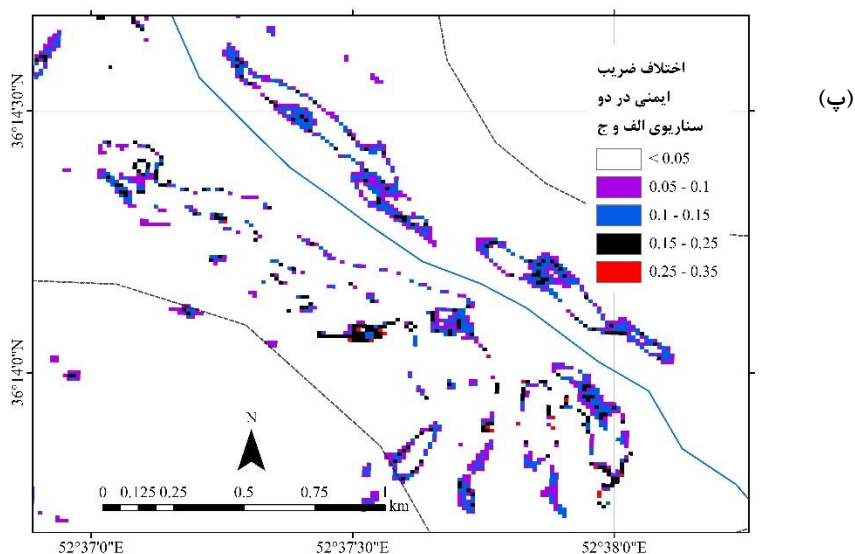 (پ)
اختلاف ضریب
ایمنی در دو
سناریوی الف و ج
< 0.05
0.05 - 0.1
0.1 - 0.15
0.15 - 0.25
0.25 - 0.35
36°14'30"N
36°14'0"N
N
0 0.125 0.25 0.5 0.75 1
km
52°37'0"E 52°37'30"E 52°38'0"E